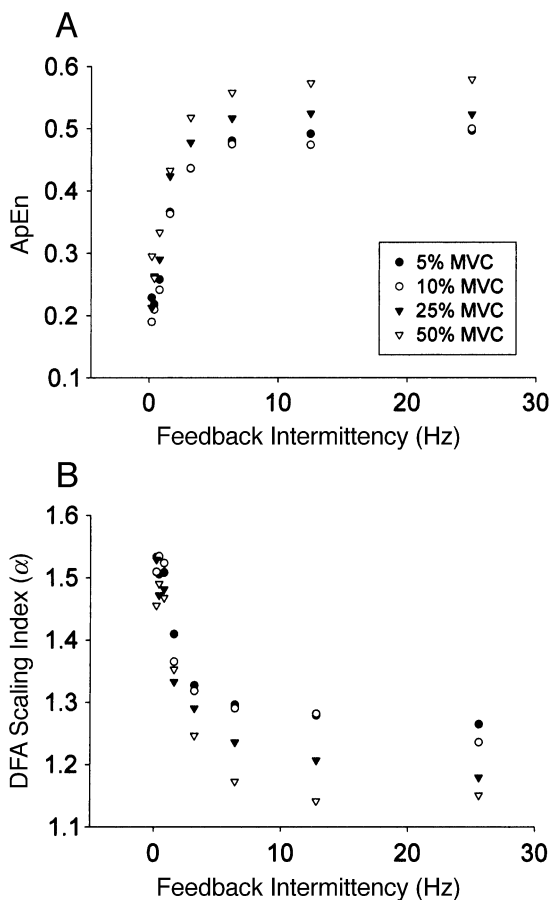 A
0.6
0.5
0.4
0.3
0.2
0.1
ApEn
5% MVC
10% MVC
25% MVC
50% MVC
0 10 20 30
Feedback Intermittency (Hz)
B
1.6
1.5
1.4
1.3
1.2
1.1
DFA Scaling Index (α)
0 10 20 30
Feedback Intermittency (Hz)